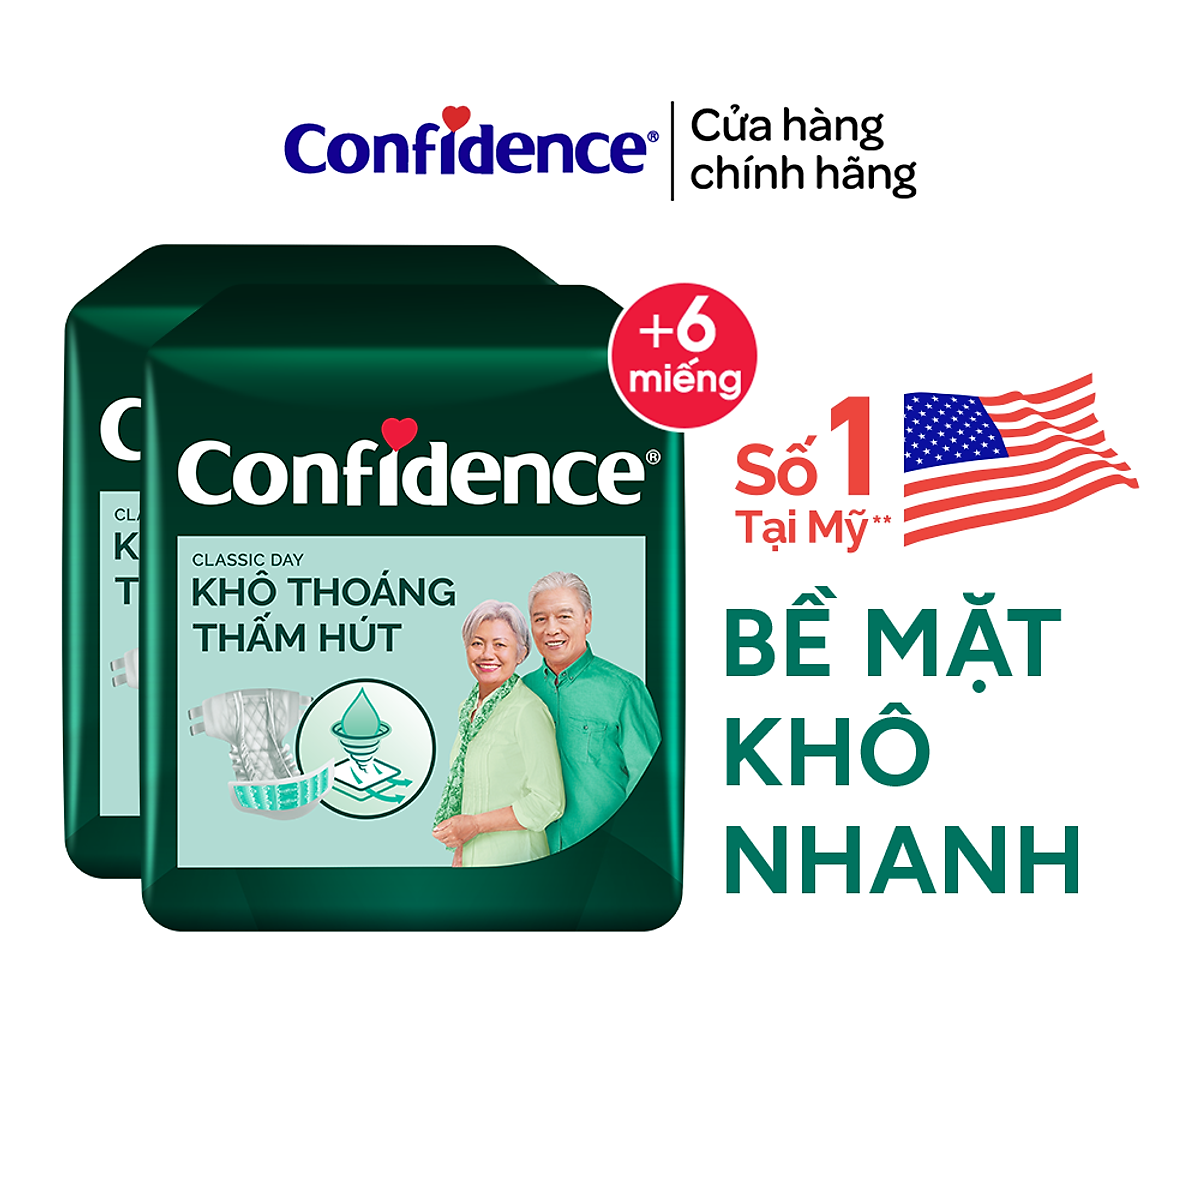 Confidence®
Cửa hàng
chính hãng
+6
miếng
C
CLA
K
T
Confidence®
CLASSIC DAY
KHÔ THOÁNG
THẤM HÚT
Số 1
Tại Mỹ**
BỀ MẶT
KHÔ
NHANH